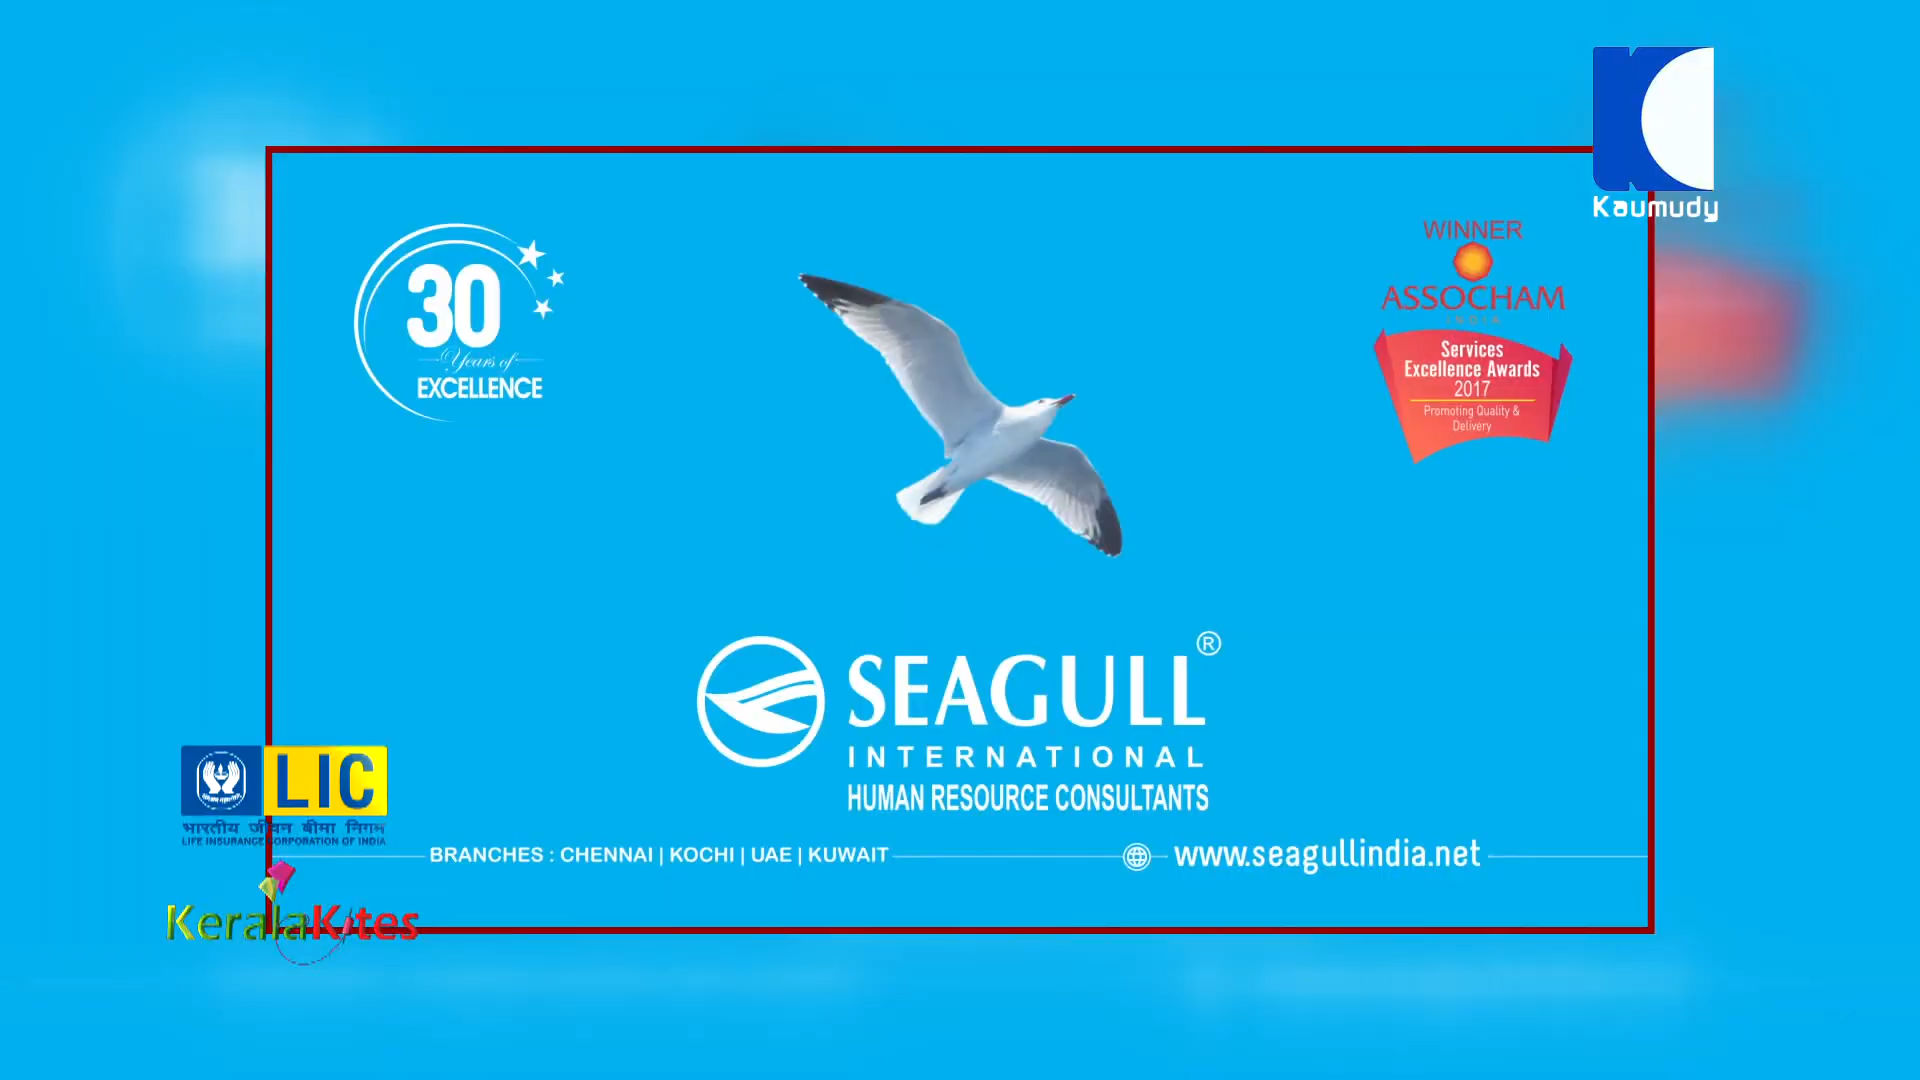 Kaumudy
30
Years of
EXCELLENCE
WINNER
ASSOCHAM
INDIA
Services
Excellence Awards
2017
Promoting Quality &
Delivery
SEAGULL®
INTERNATIONAL
HUMAN RESOURCE CONSULTANTS
LIC
भारतीय जीवन बीमा निगम
LIFE INSURANCE CORPORATION OF INDIA
BRANCHES : CHENNAI | KOCHI | UAE | KUWAIT
www.seagullindia.net
KeralaKites